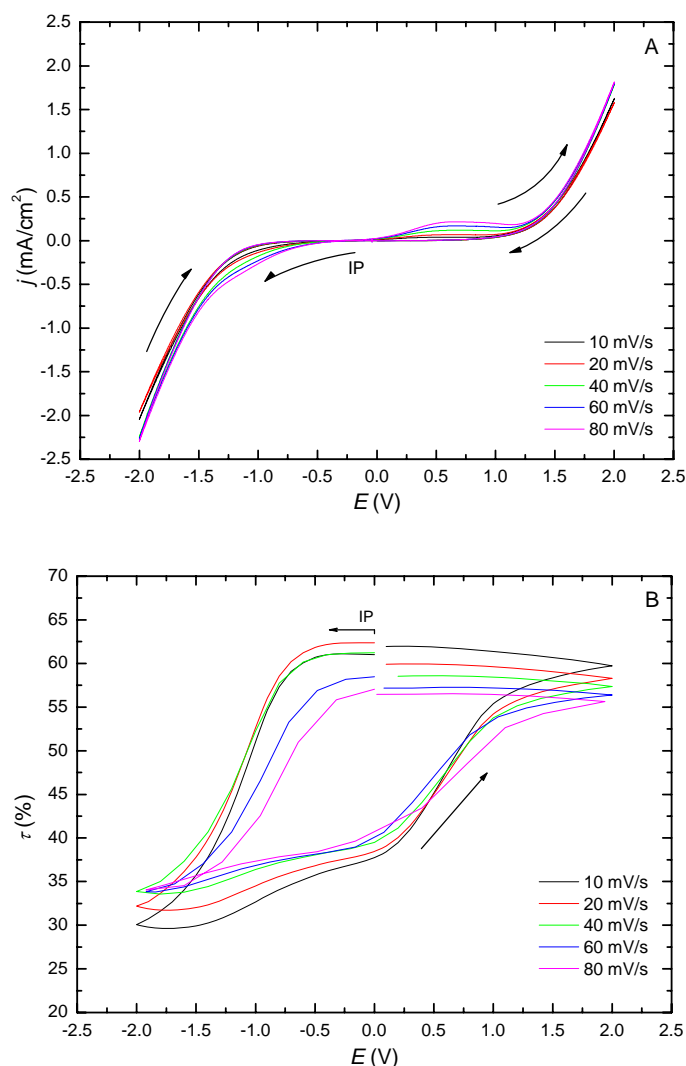 A
2.5
2.0
1.5
1.0
0.5
0.0
-0.5
-1.0
-1.5
-2.0
-2.5
j (mA/cm²)
IP
10 mV/s
20 mV/s
40 mV/s
60 mV/s
80 mV/s
-2.5 -2.0 -1.5 -1.0 -0.5 0.0 0.5 1.0 1.5 2.0 2.5
E (V)
B
70
65
60
55
50
45
40
35
30
25
20
τ (%)
IP
10 mV/s
20 mV/s
40 mV/s
60 mV/s
80 mV/s
-2.5 -2.0 -1.5 -1.0 -0.5 0.0 0.5 1.0 1.5 2.0 2.5
E (V)